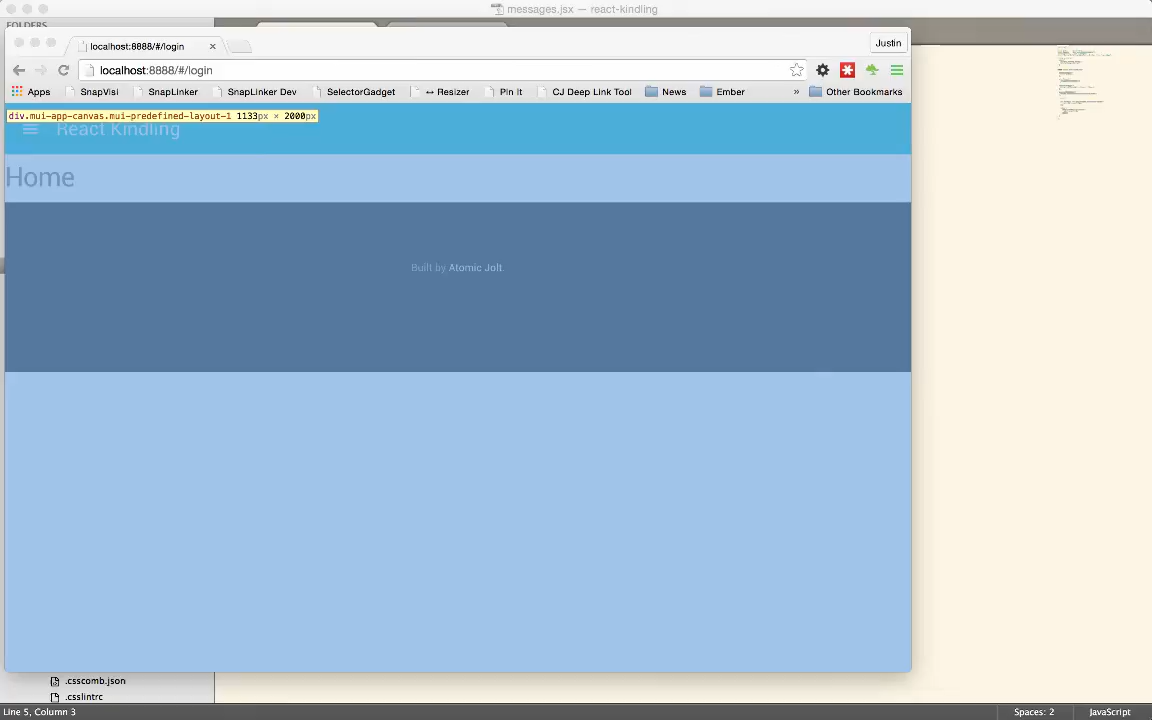 messages.jsx — react-kindling
FOLDERS
localhost:8888/#/login
Justin
localhost:8888/#/login
Apps SnapVisi SnapLinker SnapLinker Dev SelectorGadget ↔ Resizer Pin It CJ Deep Link Tool News Ember » Other Bookmarks
div.mui-app-canvas.mui-predefined-layout-1 1133px × 2000px
React Kindling
Home
Built by Atomic Jolt.
.csscomb.json
.csslintrc
Line 5, Column 3 Spaces: 2 JavaScript